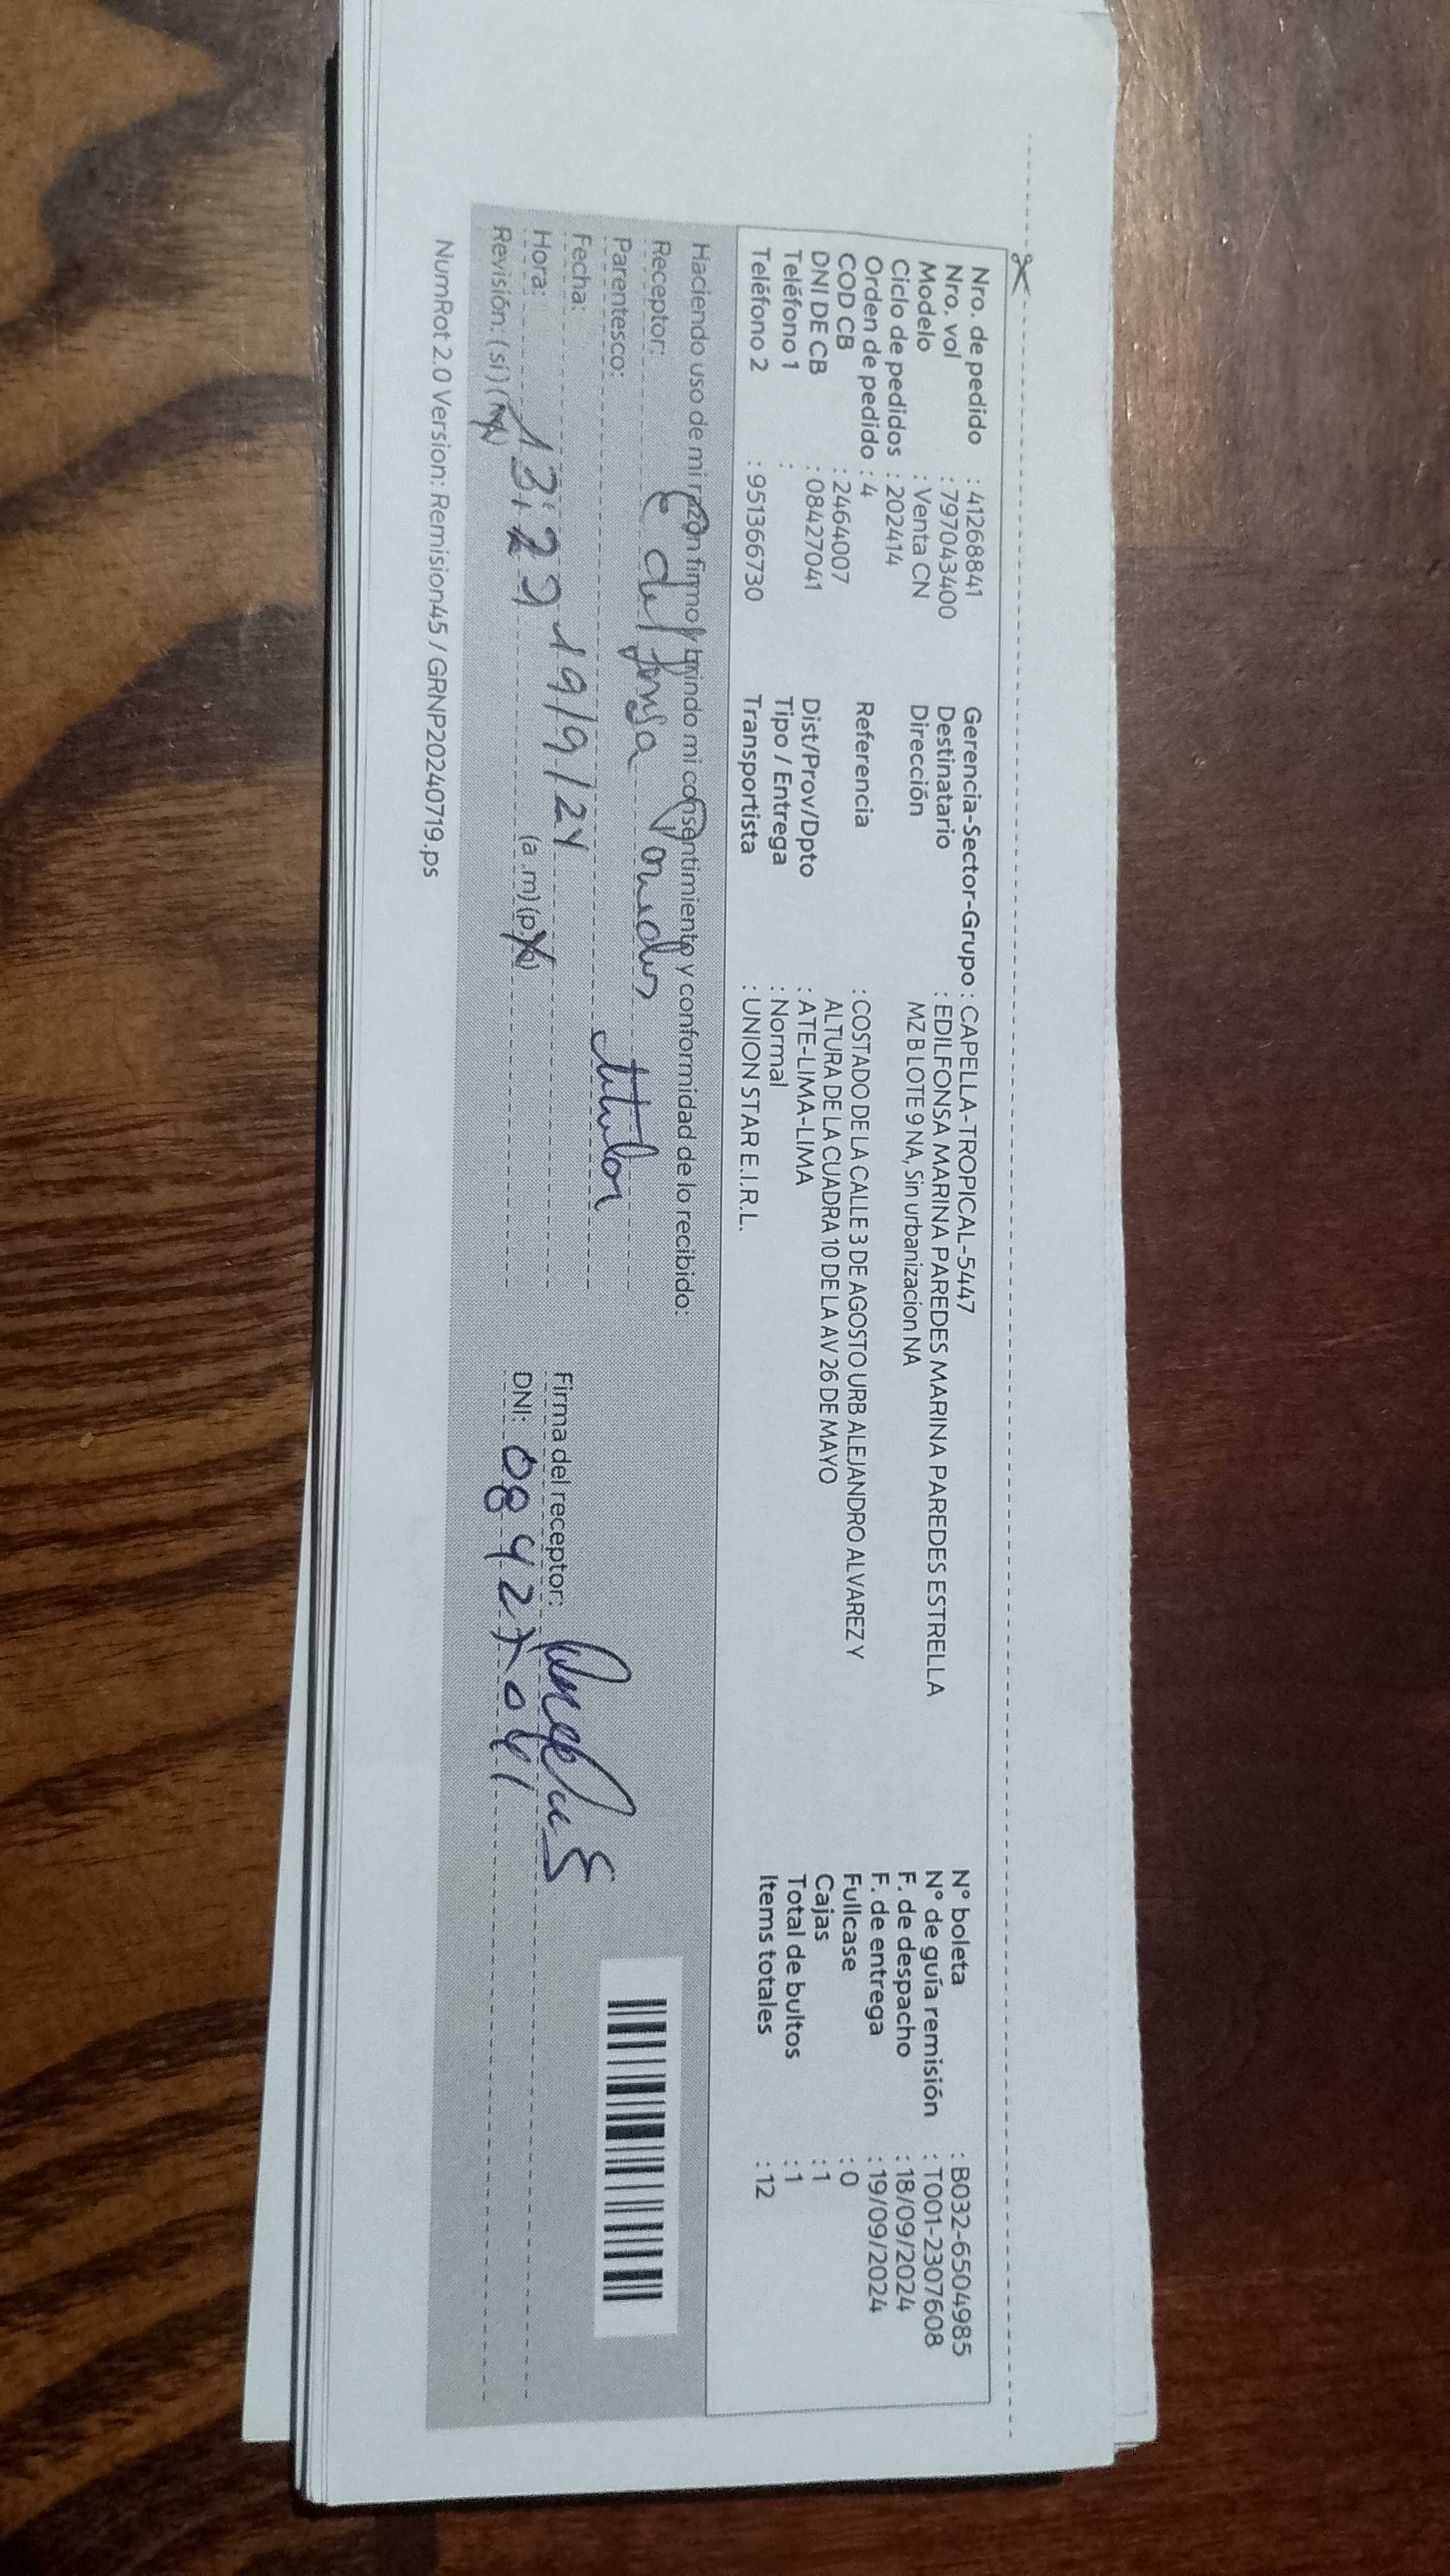 Nro. de pedido : 41268841
Nro. vol : 797043400
Modelo : Venta CN
Ciclo de pedidos : 202414
Orden de pedido : 4
COD CB : 2464007
DNI DE CB : 08427041
Teléfono 1 :
Teléfono 2 : 951366730
Gerencia-Sector-Grupo : CAPELLA-TROPICAL-5447
Destinatario : EDILFONSA MARINA PAREDES MARINA PAREDES ESTRELLA
Dirección MZ B LOTE 9 NA, Sin urbanizacion NA
Referencia : COSTADO DE LA CALLE 3 DE AGOSTO URB ALEJANDRO ALVAREZ Y
ALTURA DE LA CUADRA 10 DE LA AV 26 DE MAYO
Dist/Prov/Dpto : ATE-LIMA-LIMA
Tipo / Entrega : Normal
Transportista : UNION STAR E.I.R.L.
N° boleta : B032-6504985
N° de guía remisión : T001-2307608
F. de despacho : 18/09/2024
F. de entrega : 19/09/2024
Fullcase : 0
Cajas : 1
Total de bultos : 1
Items totales : 12
Haciendo uso de mi razón firmo y brindo mi consentimiento y conformidad de lo recibido:
Receptor:
Parentesco: titular
Fecha: 19/9/24
Hora: 13:22 (a.m) (p.m)
Revisión: (si) (no)
Firma del receptor:
DNI: 08427041
NumRot 2.0 Version: Remision45 / GRNP20240719.ps